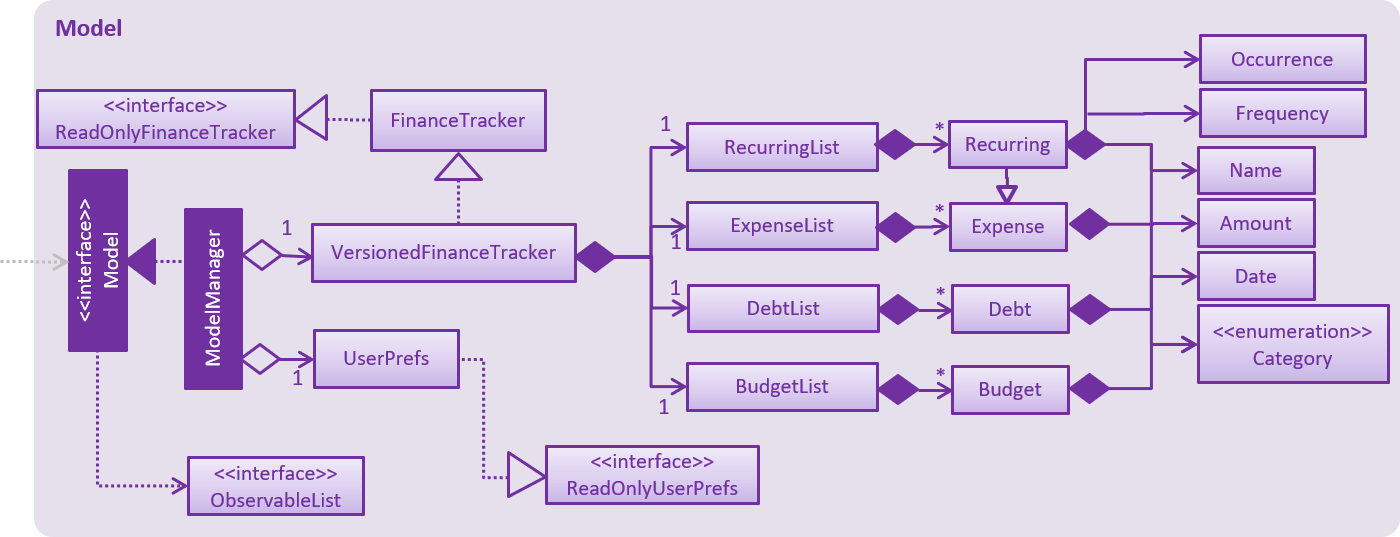 Model
<<interface>>
ReadOnlyFinanceTracker
FinanceTracker
<<interface>>
Model
ModelManager
1
VersionedFinanceTracker
1
UserPrefs
<<interface>>
ObservableList
<<interface>>
ReadOnlyUserPrefs
1
RecurringList
*
Recurring
1
ExpenseList
*
Expense
1
DebtList
*
Debt
1
BudgetList
*
Budget
Occurrence
Frequency
Name
Amount
Date
<<enumeration>>
Category